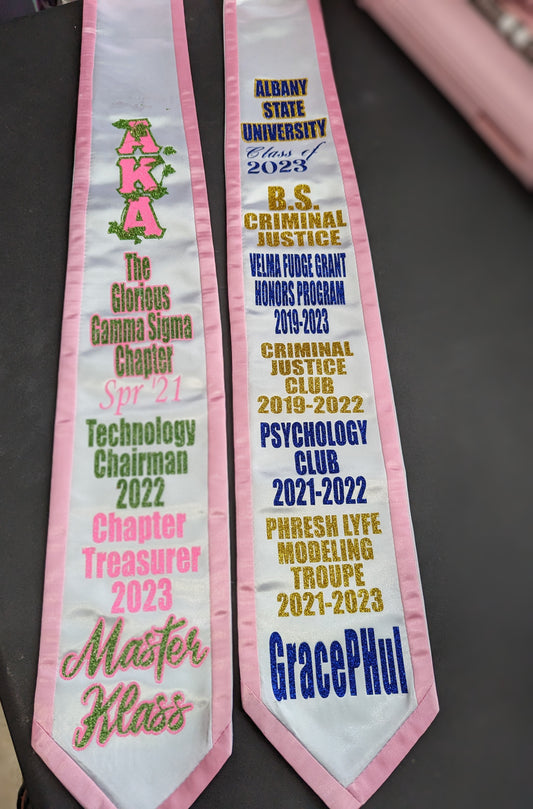 AKA
The
Glorious
Gamma Sigma
Chapter
Spr '21
Technology
Chairman
2022
Chapter
Treasurer
2023
Master
Klass
ALBANY
STATE
UNIVERSITY
Class of
2023
B.S.
CRIMINAL
JUSTICE
VELMA FUDGE GRANT
HONORS PROGRAM
2019-2023
CRIMINAL
JUSTICE
CLUB
2019-2022
PSYCHOLOGY
CLUB
2021-2022
PHRESH LYFE
MODELING
TROUPE
2021-2023
GracePHul